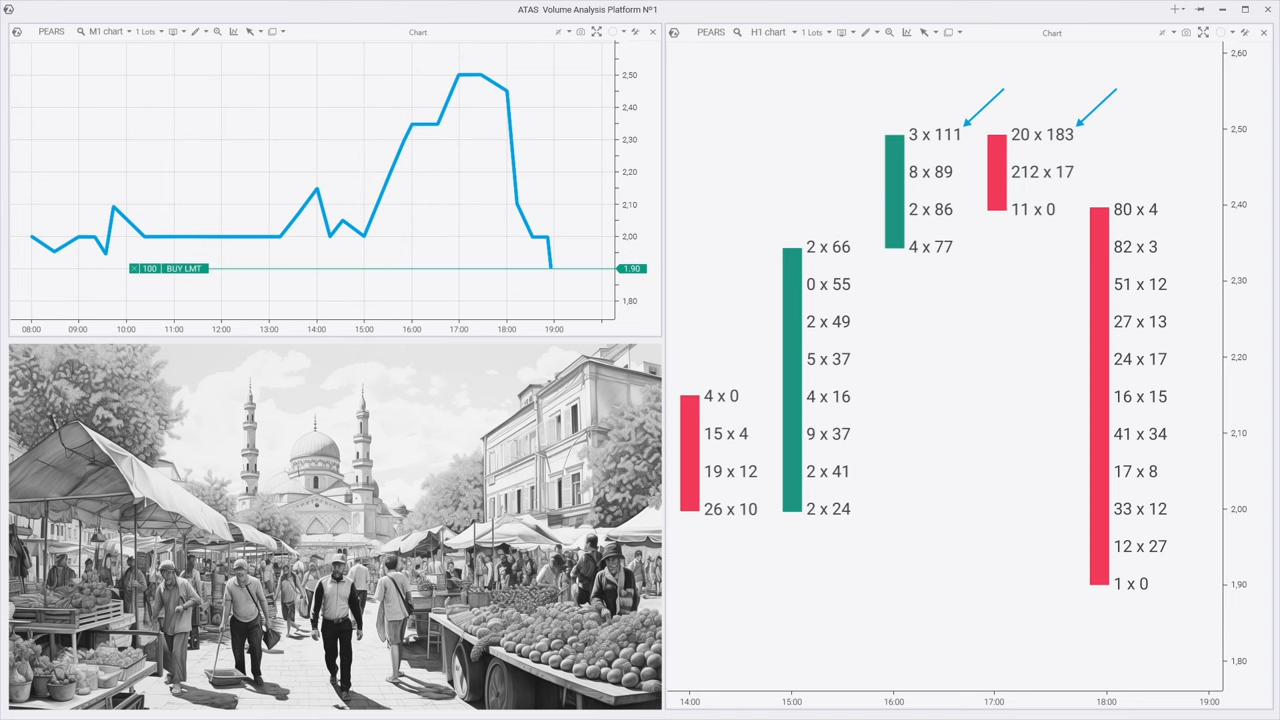 ATAS Volume Analysis Platform Nº1
PEARS M1 chart 1 Lots Chart
2,50
2,40
2,30
2,20
2,10
2,00
1.90
1,80
100 BUY LMT
08:00 09:00 10:00 11:00 12:00 13:00 14:00 15:00 16:00 17:00 18:00 19:00
PEARS H1 chart 1 Lots Chart
4 x 0
15 x 4
19 x 12
26 x 10
2 x 66
0 x 55
2 x 49
5 x 37
4 x 16
9 x 37
2 x 41
2 x 24
3 x 111
8 x 89
2 x 86
4 x 77
20 x 183
212 x 17
11 x 0
80 x 4
82 x 3
51 x 12
27 x 13
24 x 17
16 x 15
41 x 34
17 x 8
33 x 12
12 x 27
1 x 0
2,60
2,50
2,40
2,30
2,20
2,10
2,00
1,90
1,80
14:00 15:00 16:00 17:00 18:00 19:00